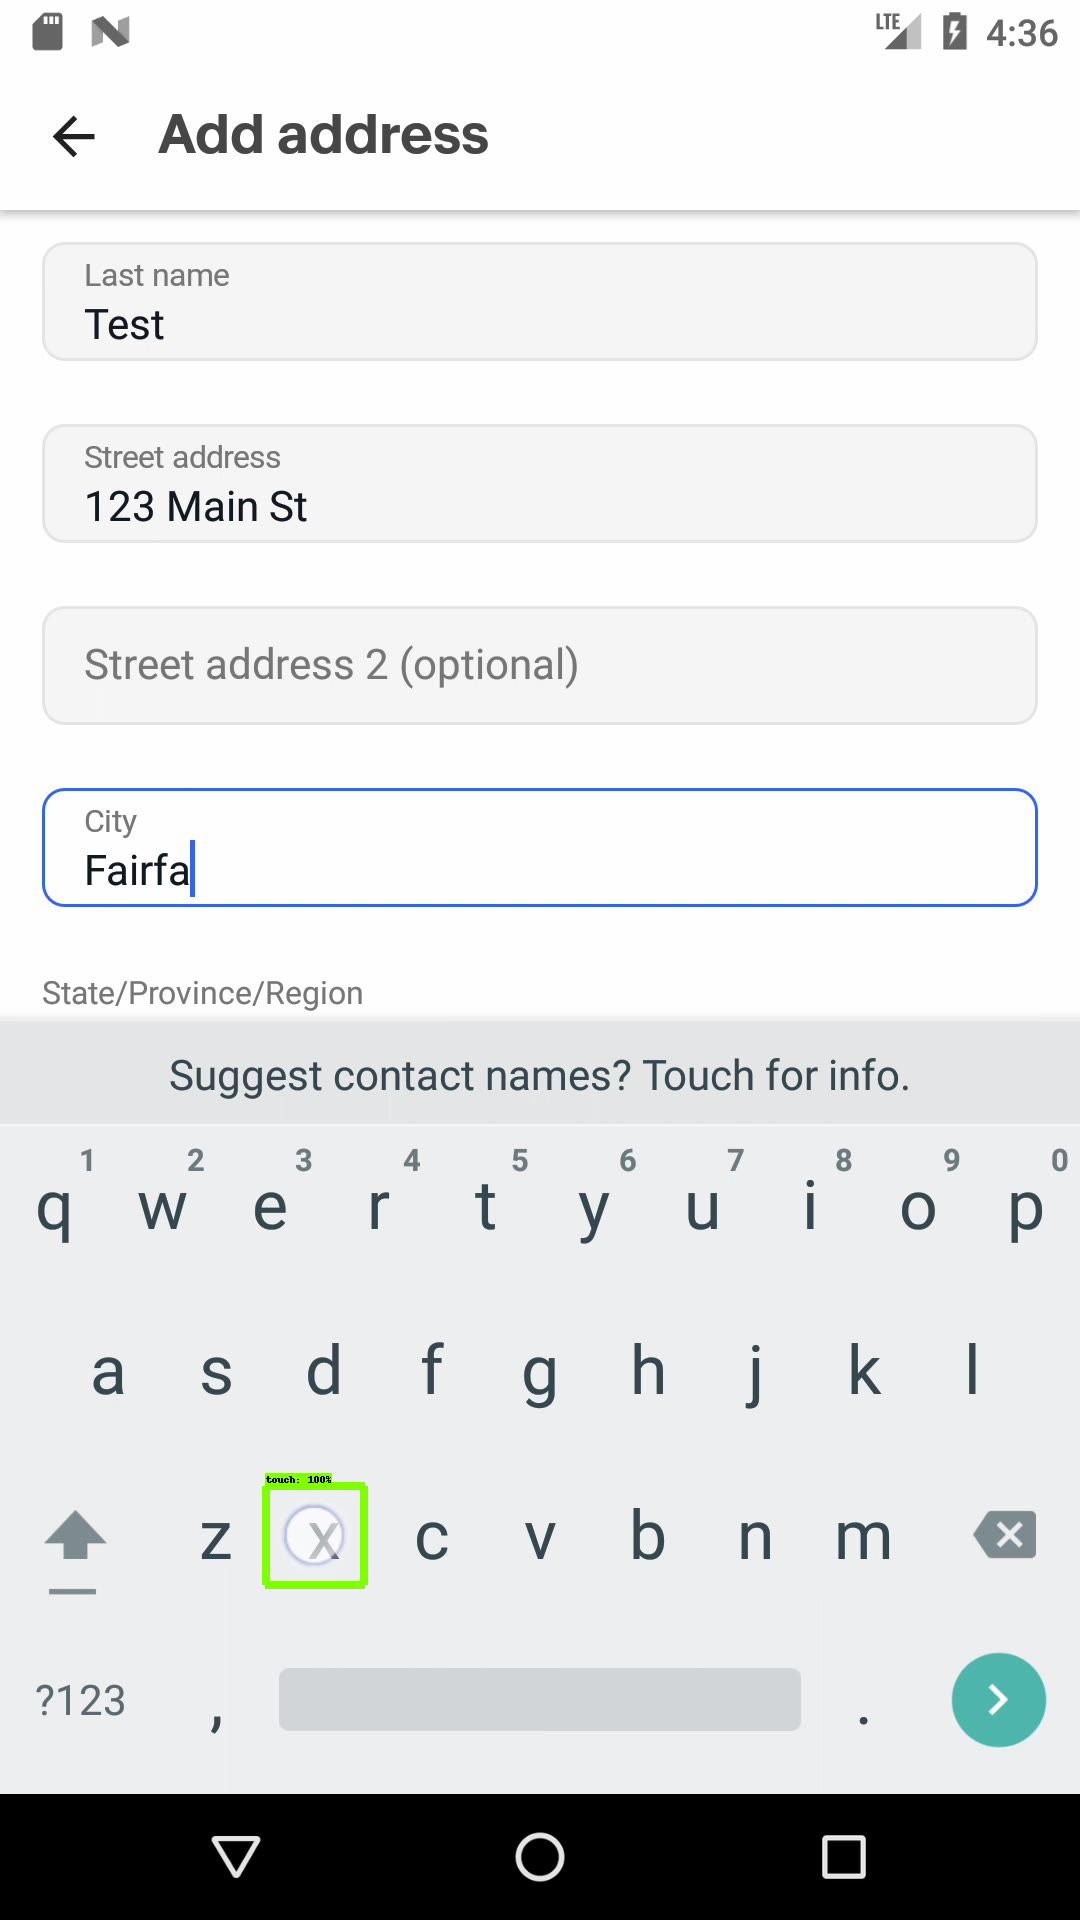 LTE 4:36
Add address
Last name
Test
Street address
123 Main St
Street address 2 (optional)
City
Fairfa
State/Province/Region
Suggest contact names? Touch for info.
1 2 3 4 5 6 7 8 9 0
q w e r t y u i o p
a s d f g h j k l
touch: 100%
z x c v b n m
?123 , .